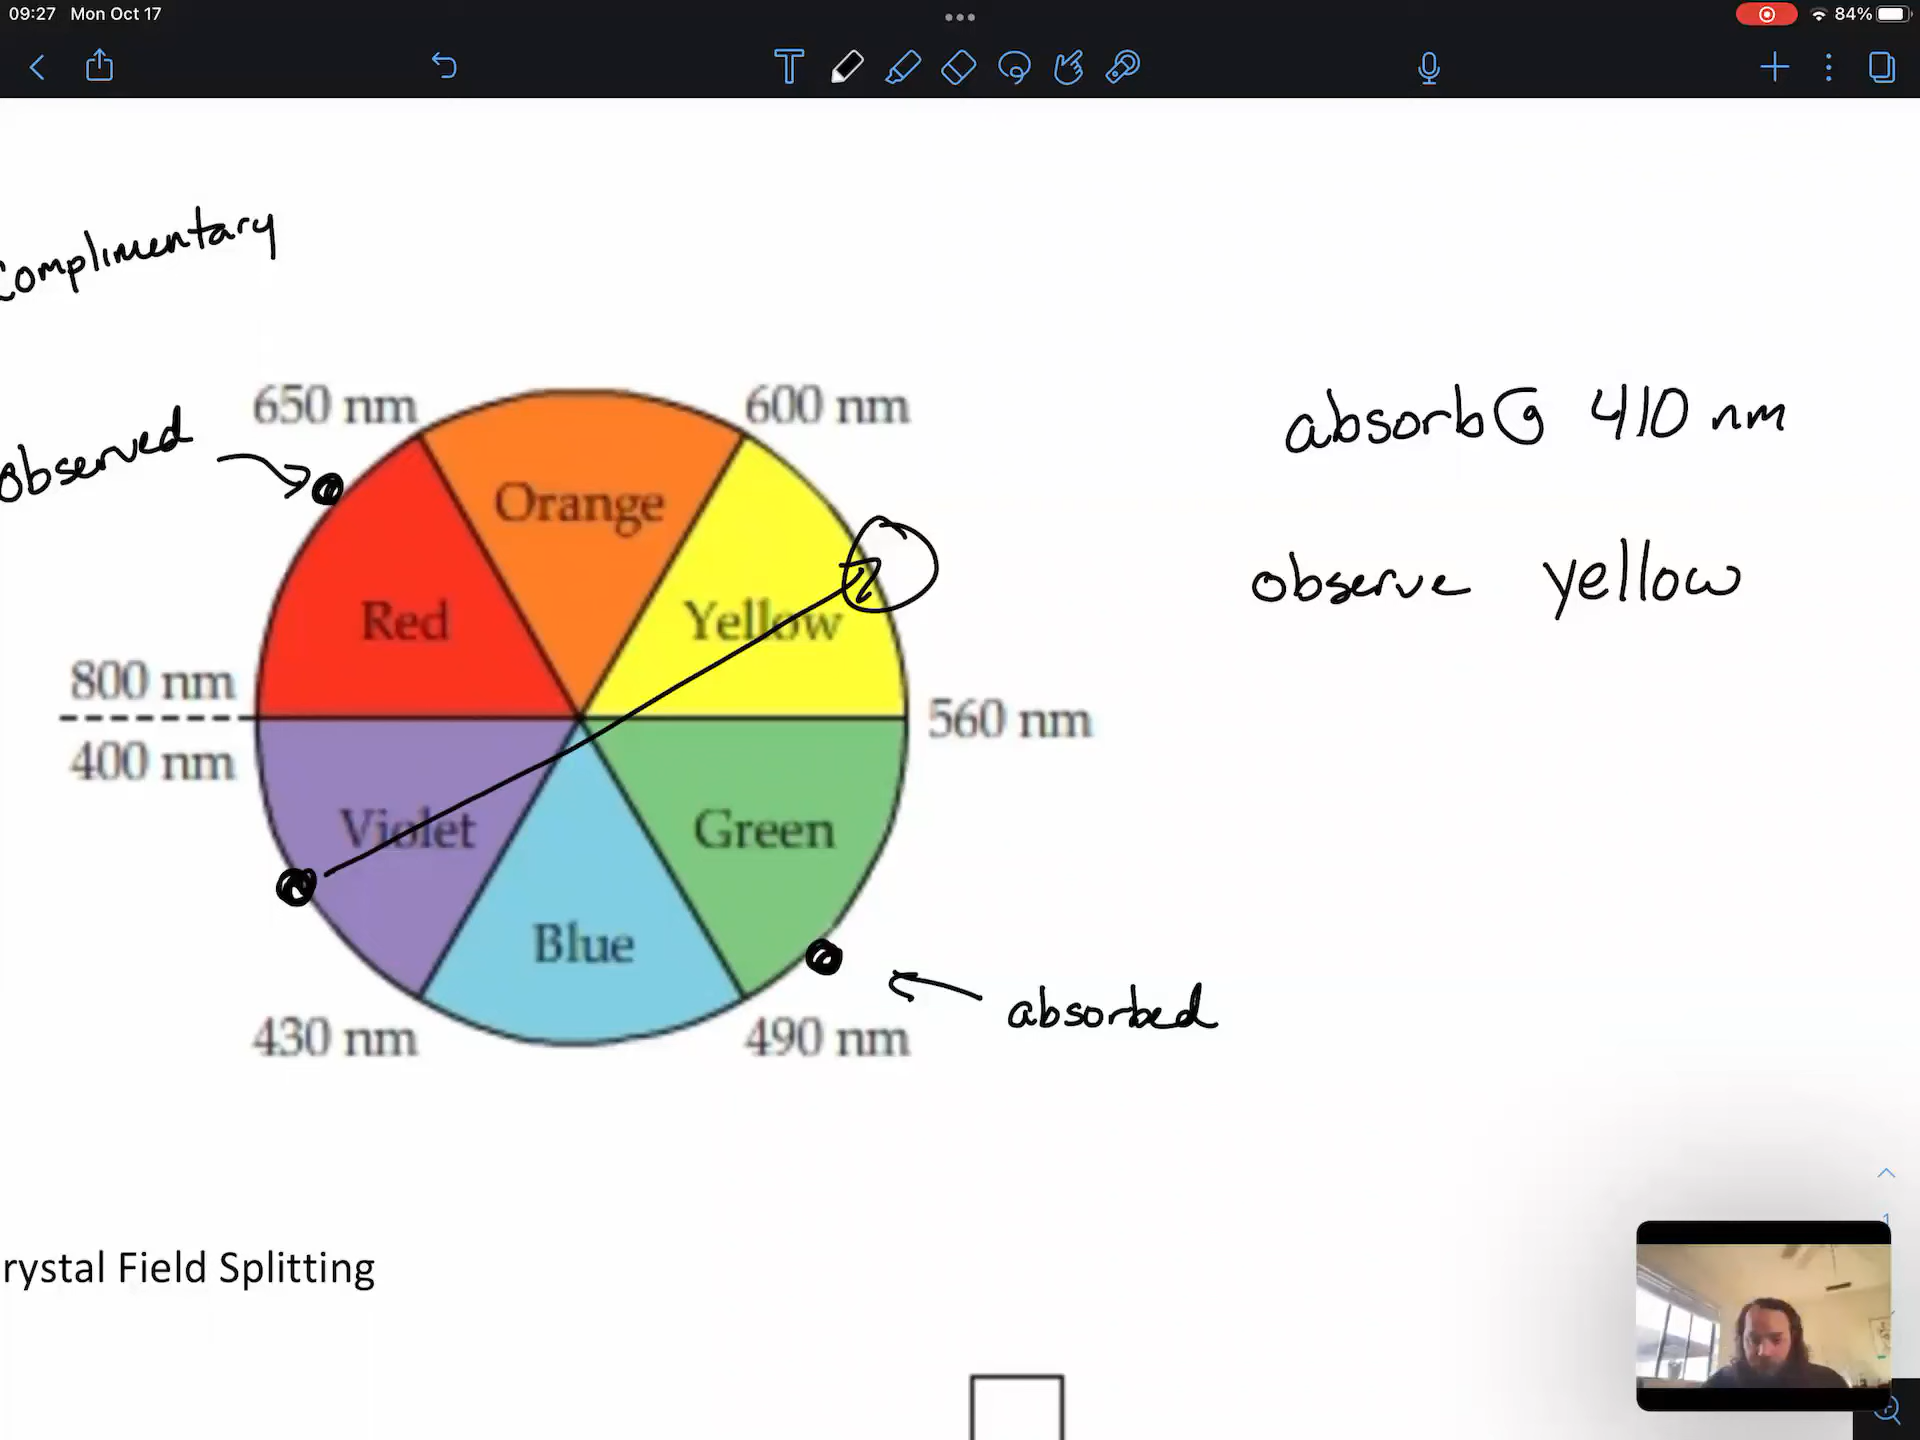 09:27 Mon Oct 17
84%
Complimentary
650 nm
600 nm
absorb @ 410 nm
Observed
Orange
observe yellow
Red
Yellow
800 nm
560 nm
400 nm
Violet
Green
Blue
absorbed
430 nm
490 nm
rystal Field Splitting